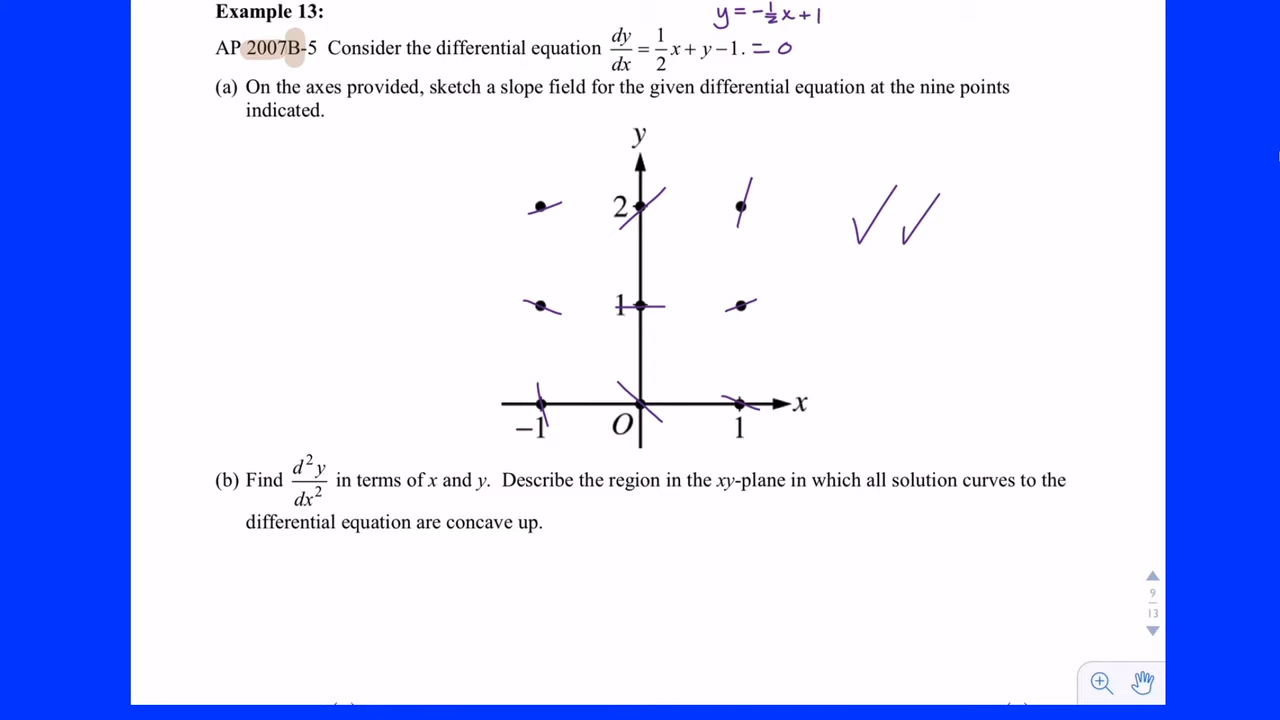 Example 13:
y = -½x + 1
AP 2007B-5 Consider the differential equation dy/dx = 1/2 x + y − 1. = 0
(a) On the axes provided, sketch a slope field for the given differential equation at the nine points
indicated.
y
2
1
−1 O 1 x
(b) Find d²y/dx² in terms of x and y. Describe the region in the xy-plane in which all solution curves to the
differential equation are concave up.
9
13